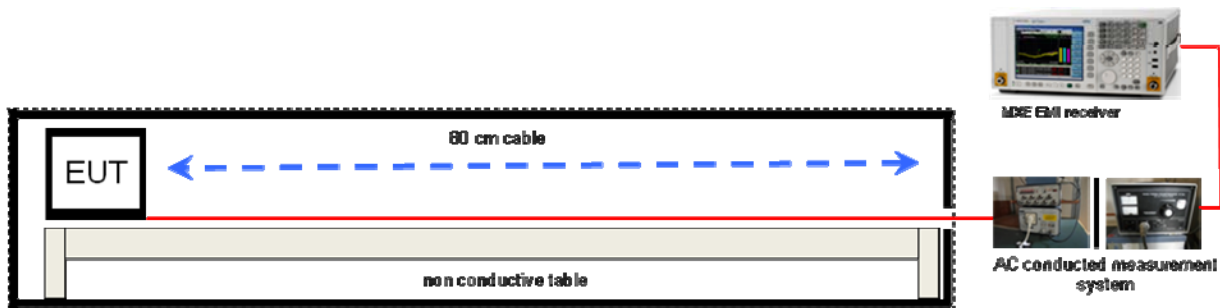 MXE EMI receiver
80 cm cable
EUT
non conductive table
AC conducted measurement
system